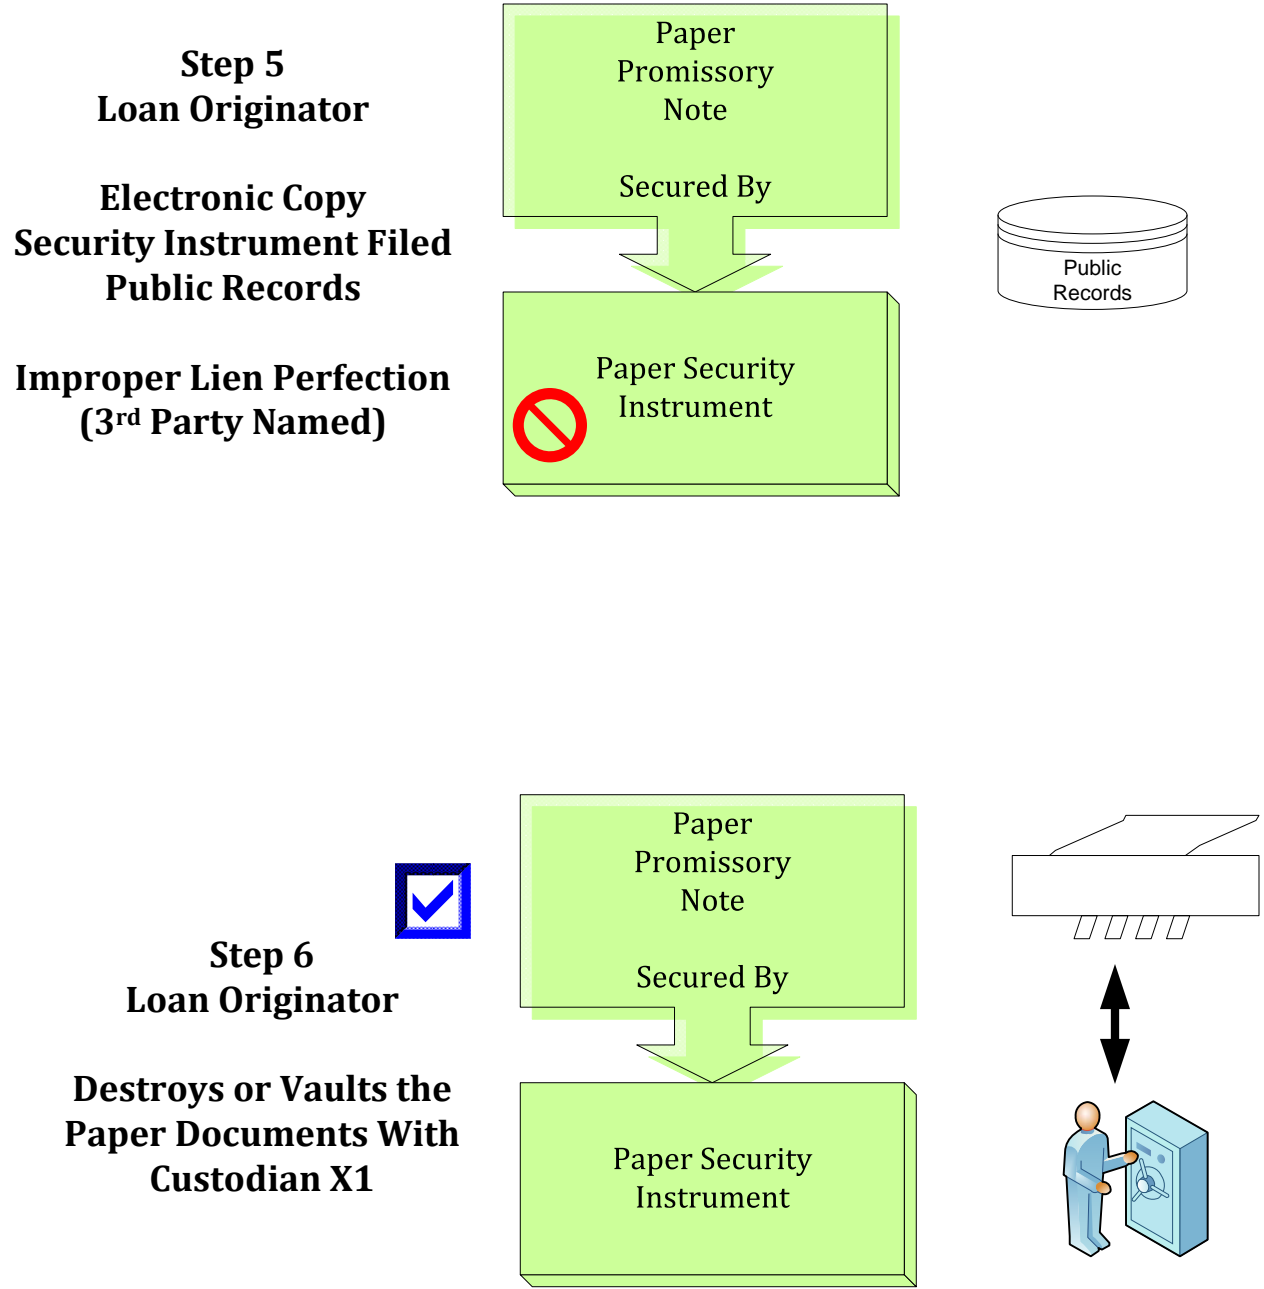 Step 5
Loan Originator
Electronic Copy
Security Instrument Filed
Public Records
Improper Lien Perfection
(3rd Party Named)
Paper
Promissory
Note
Secured By
Paper Security
Instrument
Public
Records
Step 6
Loan Originator
Destroys or Vaults the
Paper Documents With
Custodian X1
Paper
Promissory
Note
Secured By
Paper Security
Instrument